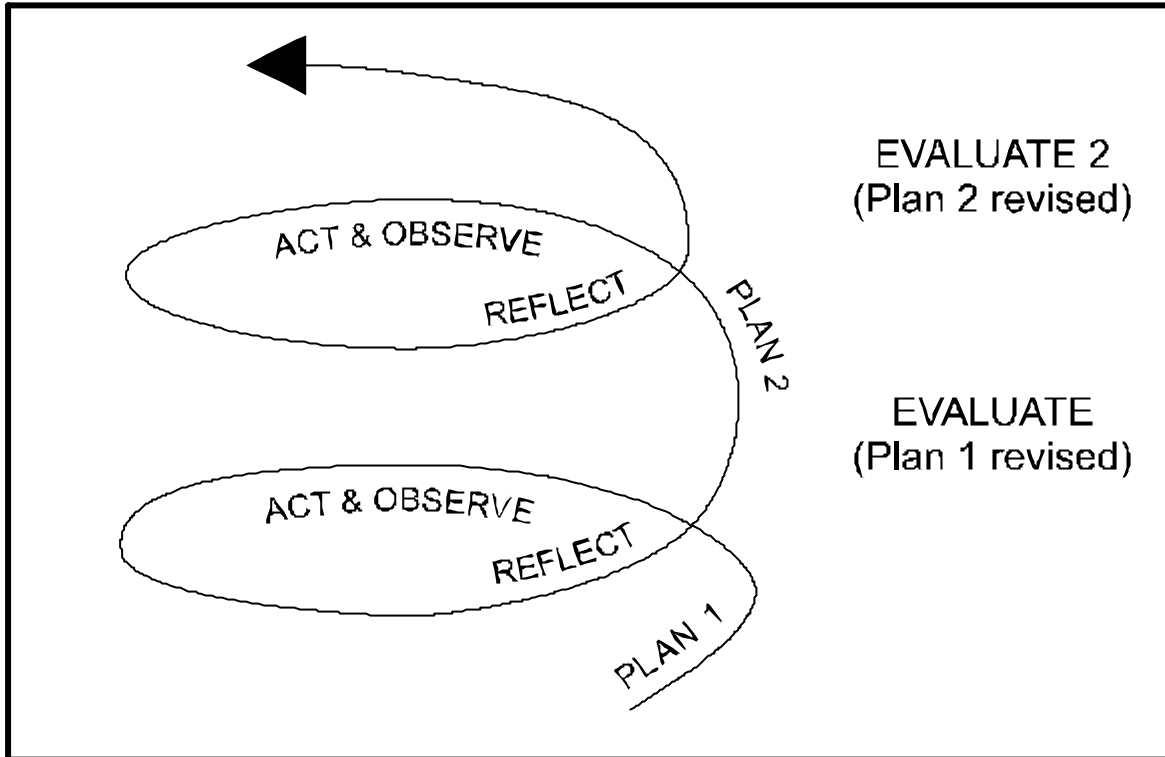 EVALUATE 2
(Plan 2 revised)
ACT & OBSERVE
REFLECT
PLAN 2
EVALUATE
(Plan 1 revised)
ACT & OBSERVE
REFLECT
PLAN 1